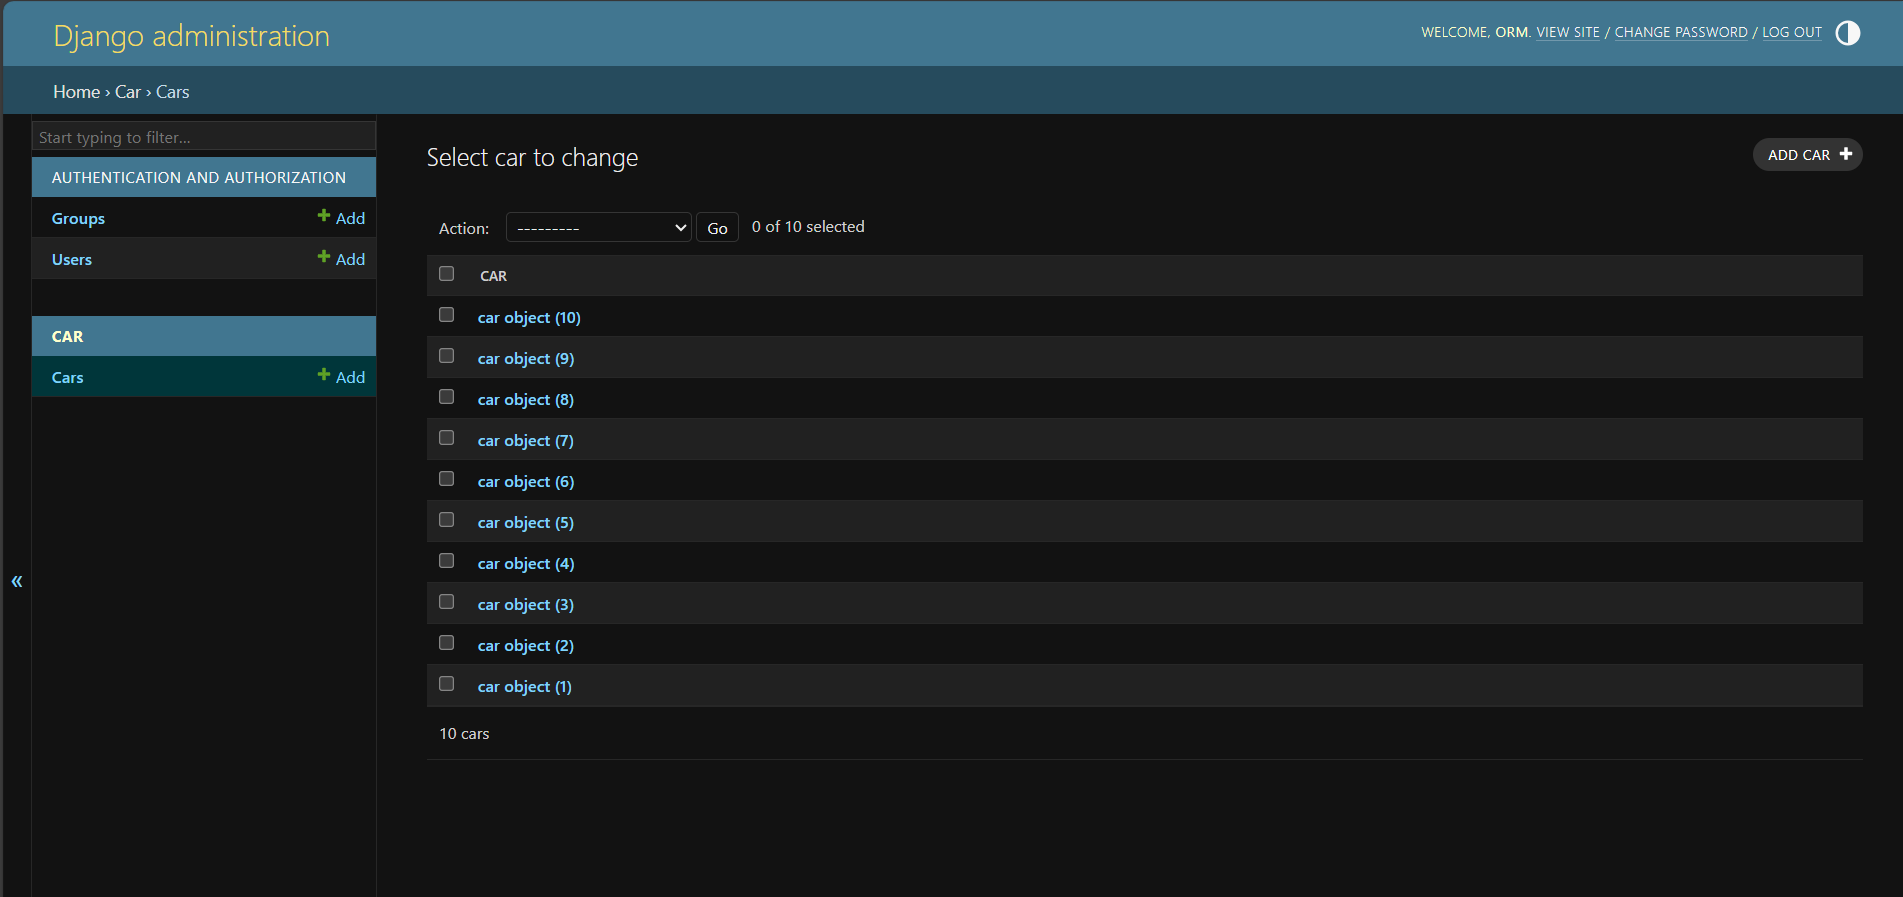 Django administration
WELCOME, ORM. VIEW SITE / CHANGE PASSWORD / LOG OUT
Home › Car › Cars
Start typing to filter...
AUTHENTICATION AND AUTHORIZATION
Groups + Add
Users + Add
CAR
Cars + Add
«
Select car to change
ADD CAR +
Action: --------- Go 0 of 10 selected
CAR
car object (10)
car object (9)
car object (8)
car object (7)
car object (6)
car object (5)
car object (4)
car object (3)
car object (2)
car object (1)
10 cars